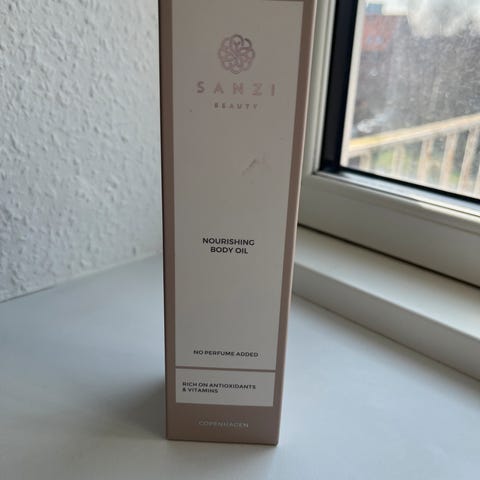 SANZI
BEAUTY
NOURISHING
BODY OIL
NO PERFUME ADDED
RICH ON ANTIOXIDANTS
& VITAMINS
COPENHAGEN